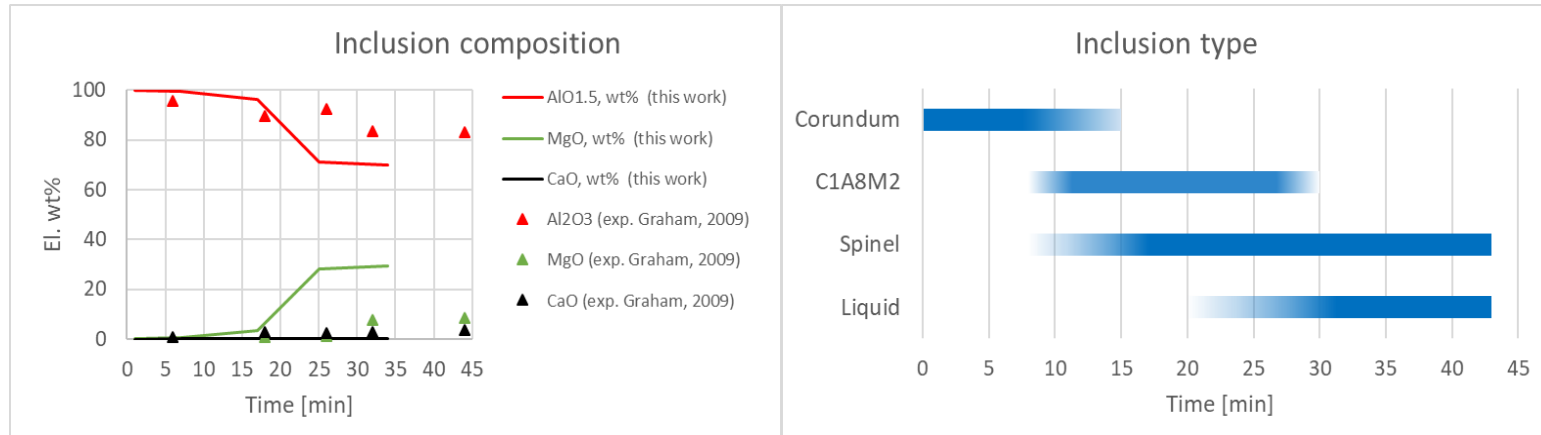 Inclusion composition
El. wt%
100
80
60
40
20
0
0 5 10 15 20 25 30 35 40 45
Time [min]
AlO1.5, wt% (this work)
MgO, wt% (this work)
CaO, wt% (this work)
Al2O3 (exp. Graham, 2009)
MgO (exp. Graham, 2009)
CaO (exp. Graham, 2009)
Inclusion type
Corundum
C1A8M2
Spinel
Liquid
0 5 10 15 20 25 30 35 40 45
Time [min]